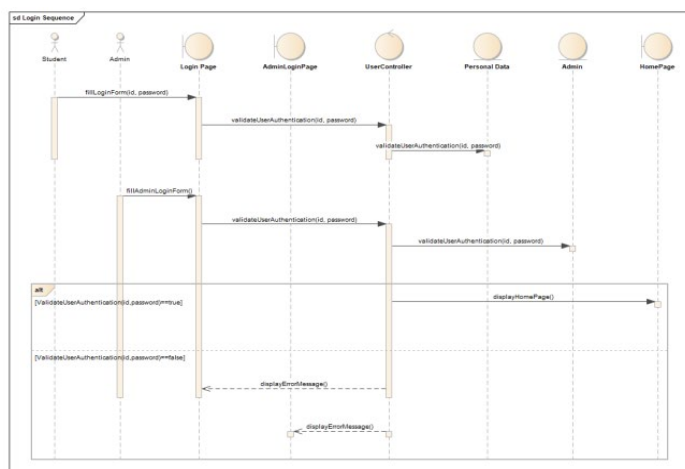 sd Login Sequence
Student
Admin
Login Page
AdminLoginPage
UserController
Personal Data
Admin
HomePage
fillLoginForm(id, password)
validateUserAuthentication(id, password)
validateUserAuthentication(id, password)
fillAdminLoginForm()
validateUserAuthentication(id, password)
validateUserAuthentication(id, password)
alt
displayHomePage()
[ValidateUserAuthentication(id,password)==true]
[ValidateUserAuthentication(id,password)==false]
displayErrorMessage()
displayErrorMessage()